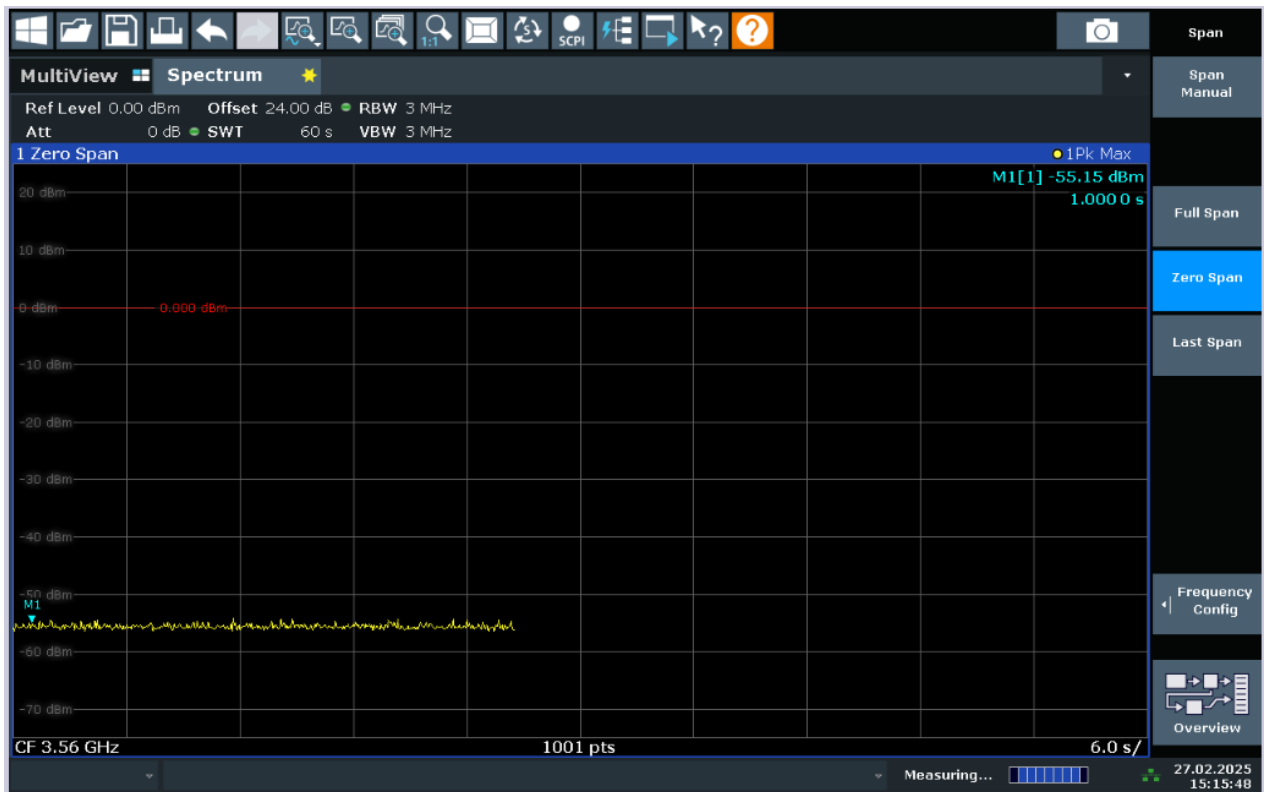 1:1
SCPI
?
?
Span
MultiView
Spectrum
Span
Manual
Ref Level 0.00 dBm Offset 24.00 dB RBW 3 MHz
Att 0 dB SWT 60 s VBW 3 MHz
1 Zero Span
1Pk Max
M1[1] -55.15 dBm
1.000 0 s
20 dBm
Full Span
10 dBm
Zero Span
0 dBm
0.000 dBm
Last Span
-10 dBm
-20 dBm
-30 dBm
-40 dBm
-50 dBm
M1
Frequency
Config
-60 dBm
-70 dBm
Overview
CF 3.56 GHz 1001 pts 6.0 s/
Measuring...
27.02.2025
15:15:48